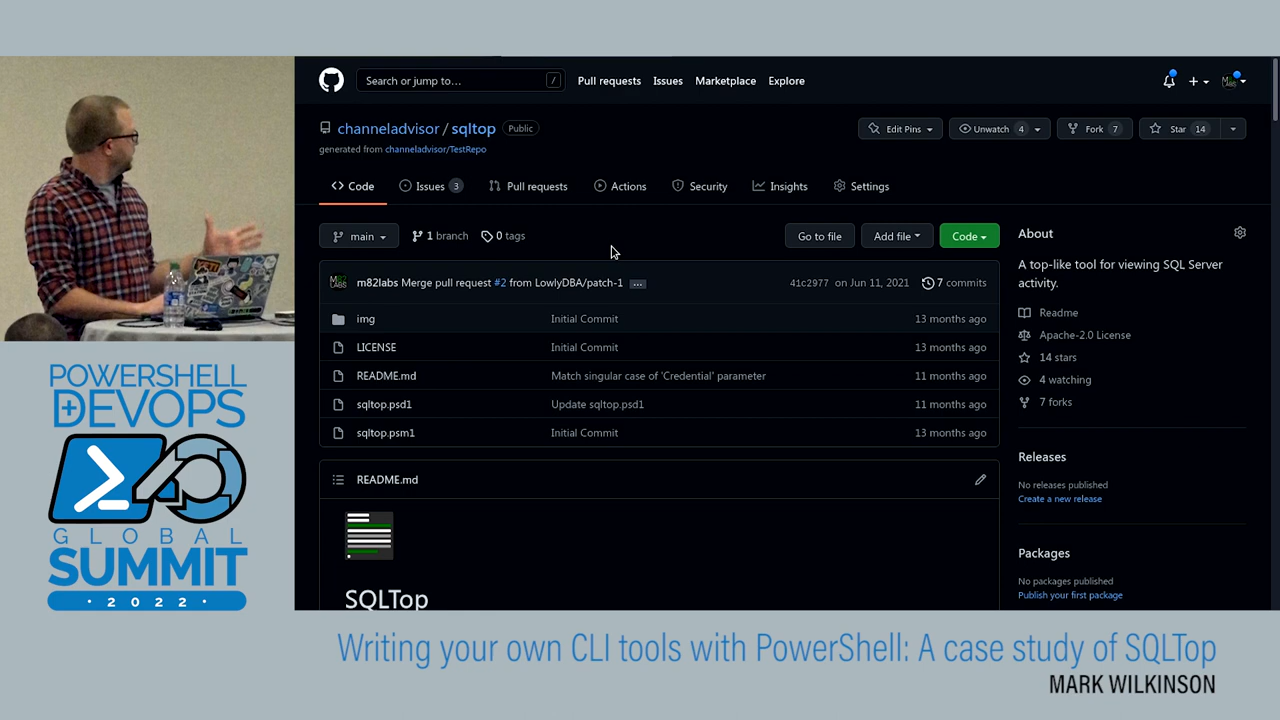 Search or jump to… /
Pull requests Issues Marketplace Explore
channeladvisor / sqltop Public
generated from channeladvisor/TestRepo
Edit Pins Unwatch 4 Fork 7 Star 14
Code Issues 3 Pull requests Actions Security Insights Settings
main 1 branch 0 tags Go to file Add file Code
m82labs Merge pull request #2 from LowlyDBA/patch-1 ... 41c2977 on Jun 11, 2021 7 commits
img Initial Commit 13 months ago
LICENSE Initial Commit 13 months ago
README.md Match singular case of 'Credential' parameter 11 months ago
sqltop.psd1 Update sqltop.psd1 11 months ago
sqltop.psm1 Initial Commit 13 months ago
README.md
SQLTop
About
A top-like tool for viewing SQL Server
activity.
Readme
Apache-2.0 License
14 stars
4 watching
7 forks
Releases
No releases published
Create a new release
Packages
No packages published
Publish your first package
YETI
POWERSHELL
+DEVOPS
GLOBAL
SUMMIT
· 2022 ·
Writing your own CLI tools with PowerShell: A case study of SQLTop
MARK WILKINSON